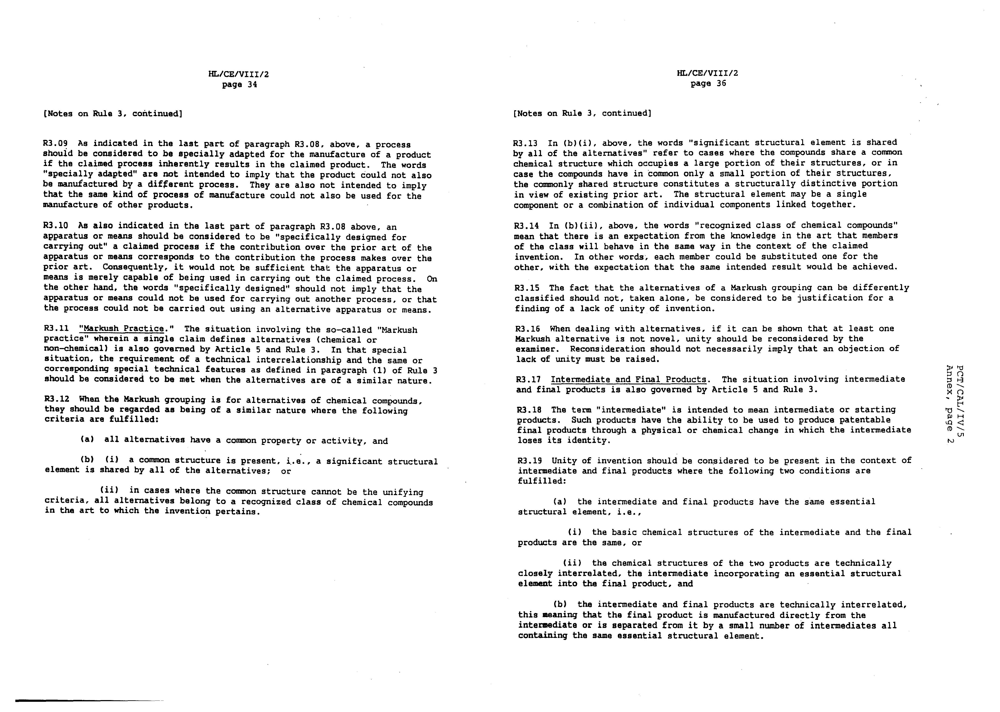 HL/CE/VIII/2
page 34
[Notes on Rule 3, continued]
R3.09 As indicated in the last part of paragraph R3.08, above, a process
should be considered to be specially adapted for the manufacture of a product
if the claimed process inherently results in the claimed product. The words
"specially adapted" are not intended to imply that the product could not also
be manufactured by a different process. They are also not intended to imply
that the same kind of process of manufacture could not also be used for the
manufacture of other products.
R3.10 As also indicated in the last part of paragraph R3.08 above, an
apparatus or means should be considered to be "specifically designed for
carrying out" a claimed process if the contribution over the prior art of the
apparatus or means corresponds to the contribution the process makes over the
prior art. Consequently, it would not be sufficient that the apparatus or
means is merely capable of being used in carrying out the claimed process. On
the other hand, the words "specifically designed" should not imply that the
apparatus or means could not be used for carrying out another process, or that
the process could not be carried out using an alternative apparatus or means.
R3.11 "Markush Practice." The situation involving the so-called "Markush
practice" wherein a single claim defines alternatives (chemical or
non-chemical) is also governed by Article 5 and Rule 3. In that special
situation, the requirement of a technical interrelationship and the same or
corresponding special technical features as defined in paragraph (1) of Rule 3
should be considered to be met when the alternatives are of a similar nature.
R3.12 When the Markush grouping is for alternatives of chemical compounds,
they should be regarded as being of a similar nature where the following
criteria are fulfilled:
(a) all alternatives have a common property or activity, and
(b) (i) a common structure is present, i.e., a significant structural
element is shared by all of the alternatives; or
(ii) in cases where the common structure cannot be the unifying
criteria, all alternatives belong to a recognized class of chemical compounds
in the art to which the invention pertains.
HL/CE/VIII/2
page 36
[Notes on Rule 3, continued]
R3.13 In (b)(i), above, the words "significant structural element is shared
by all of the alternatives" refer to cases where the compounds share a common
chemical structure which occupies a large portion of their structures, or in
case the compounds have in common only a small portion of their structures,
the commonly shared structure constitutes a structurally distinctive portion
in view of existing prior art. The structural element may be a single
component or a combination of individual components linked together.
R3.14 In (b)(ii), above, the words "recognized class of chemical compounds"
mean that there is an expectation from the knowledge in the art that members
of the class will behave in the same way in the context of the claimed
invention. In other words, each member could be substituted one for the
other, with the expectation that the same intended result would be achieved.
R3.15 The fact that the alternatives of a Markush grouping can be differently
classified should not, taken alone, be considered to be justification for a
finding of a lack of unity of invention.
R3.16 When dealing with alternatives, if it can be shown that at least one
Markush alternative is not novel, unity should be reconsidered by the
examiner. Reconsideration should not necessarily imply that an objection of
lack of unity must be raised.
R3.17 Intermediate and Final Products. The situation involving intermediate
and final products is also governed by Article 5 and Rule 3.
R3.18 The term "intermediate" is intended to mean intermediate or starting
products. Such products have the ability to be used to produce patentable
final products through a physical or chemical change in which the intermediate
loses its identity.
R3.19 Unity of invention should be considered to be present in the context of
intermediate and final products where the following two conditions are
fulfilled:
(a) the intermediate and final products have the same essential
structural element, i.e.,
(i) the basic chemical structures of the intermediate and the final
products are the same, or
(ii) the chemical structures of the two products are technically
closely interrelated, the intermediate incorporating an essential structural
element into the final product, and
(b) the intermediate and final products are technically interrelated,
this meaning that the final product is manufactured directly from the
intermediate or is separated from it by a small number of intermediates all
containing the same essential structural element.
PCT/CAL/IV/5
Annex, page 2